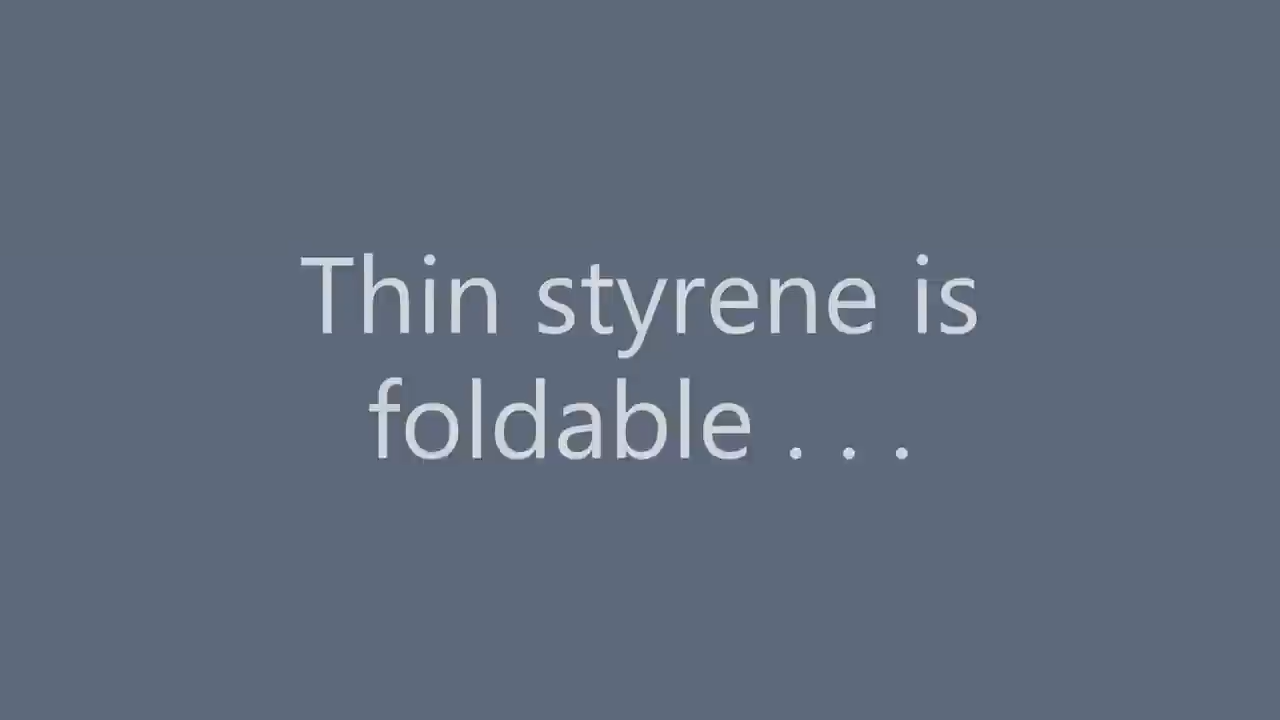 Thin styrene is
foldable . . .